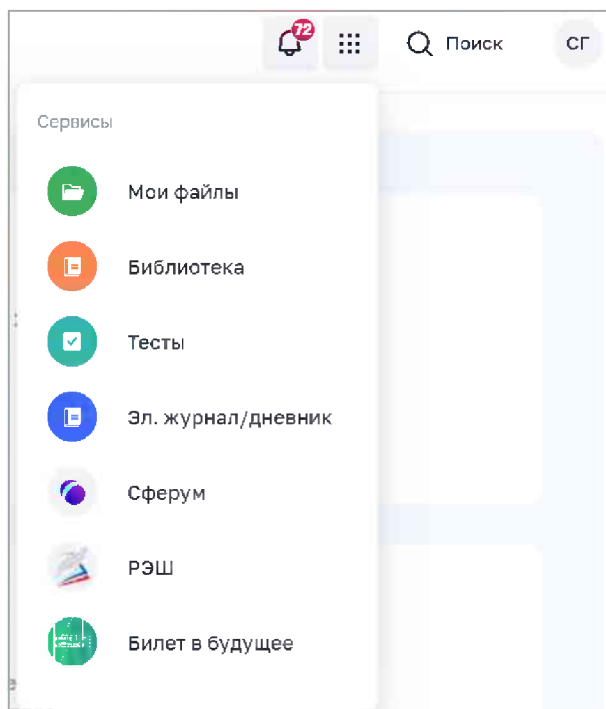 72
Поиск
СГ
Сервисы
Мои файлы
Библиотека
Тесты
Эл. журнал/дневник
Сферум
РЭШ
Билет в будущее